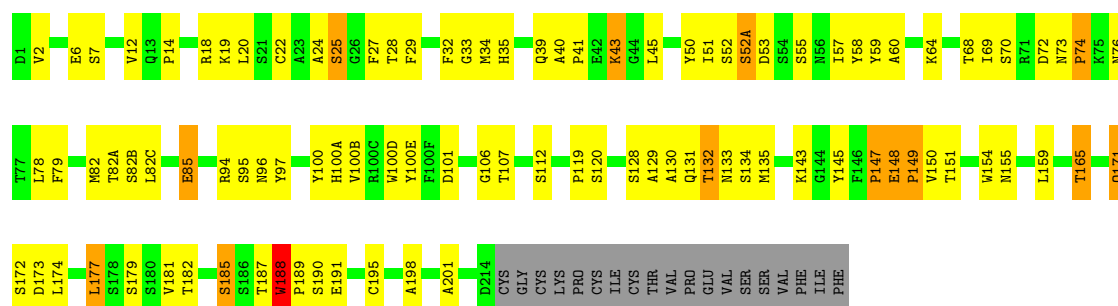 D1 V2 E6 S7 V12 Q13 P14 R18 K19 L20 S21 C22 A23 A24 S25 G26 F27 T28 F29 F32 G33 M34 H35 Q39 A40 P41 E42 K43 G44 L45 Y50 I51 S52 S52A D53 S54 S55 N56 I57 Y58 Y59 A60 K64 T68 I69 S70 R71 D72 N73 P74 K75 N76
T77 L78 F79 M82 T82A S82B L82C E85 R94 S95 N96 Y97 Y100 H100A V100B R100C W100D Y100E F100F D101 G106 T107 S112 P119 S120 S128 A129 A130 Q131 T132 N133 S134 M135 K143 G144 Y145 F146 P147 E148 P149 V150 T151 W154 N155 L159 T165 Q171
S172 D173 L174 L177 S178 S179 S180 V181 T182 S185 S186 T187 W188 P189 S190 E191 C195 A198 A201 D214 CYS GLY CYS LYS PRO CYS ILE CYS THR VAL PRO GLU VAL SER SER VAL PHE ILE PHE